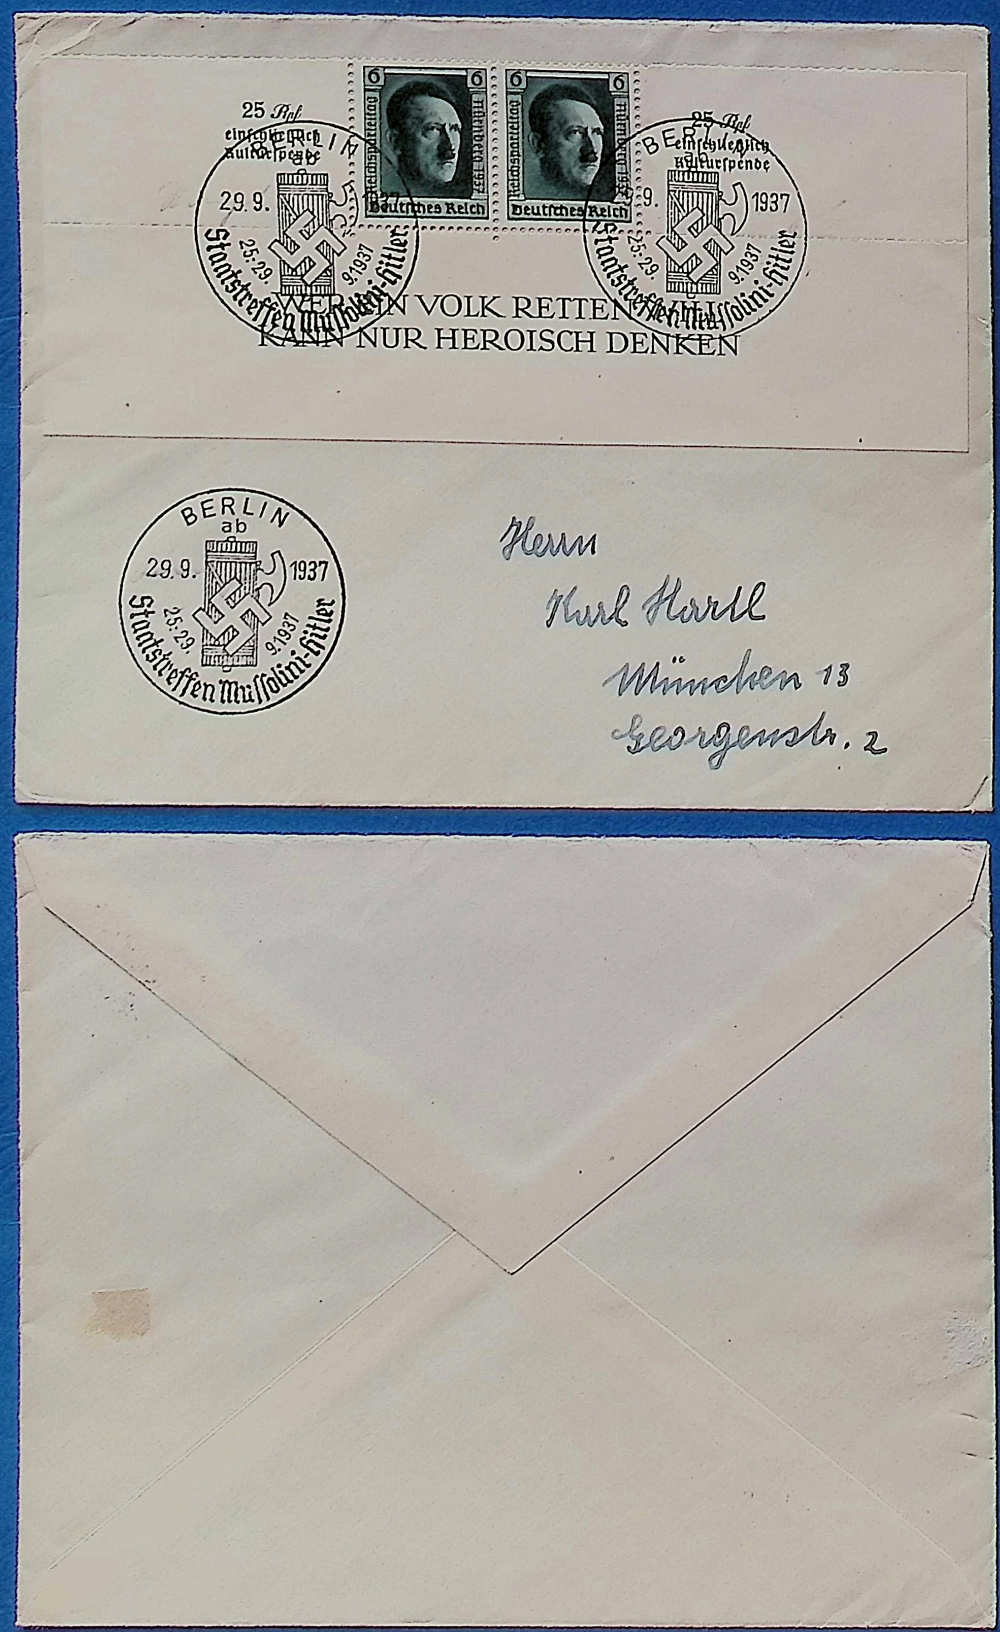 6 6 6 6
Reichsparteitag Nürnberg 1937 Reichsparteitag Nürnberg 1937
Deutsches Reich Deutsches Reich
25 Rpf.
einschließlich
Kulturspende
25 Rpf.
einschließlich
Kulturspende
BERLIN
ab
29.9. 1937
25.-29. 9.1937
Staatstreffen Mussolini-Hitler
BERLIN
ab
9. 1937
25.-29. 9.1937
Staatstreffen Mussolini-Hitler
WER EIN VOLK RETTEN WILL
KANN NUR HEROISCH DENKEN
BERLIN
ab
29.9. 1937
25.-29. 9.1937
Staatstreffen Mussolini-Hitler
Herrn
Karl Hartl
München 13
Georgenstr. 2